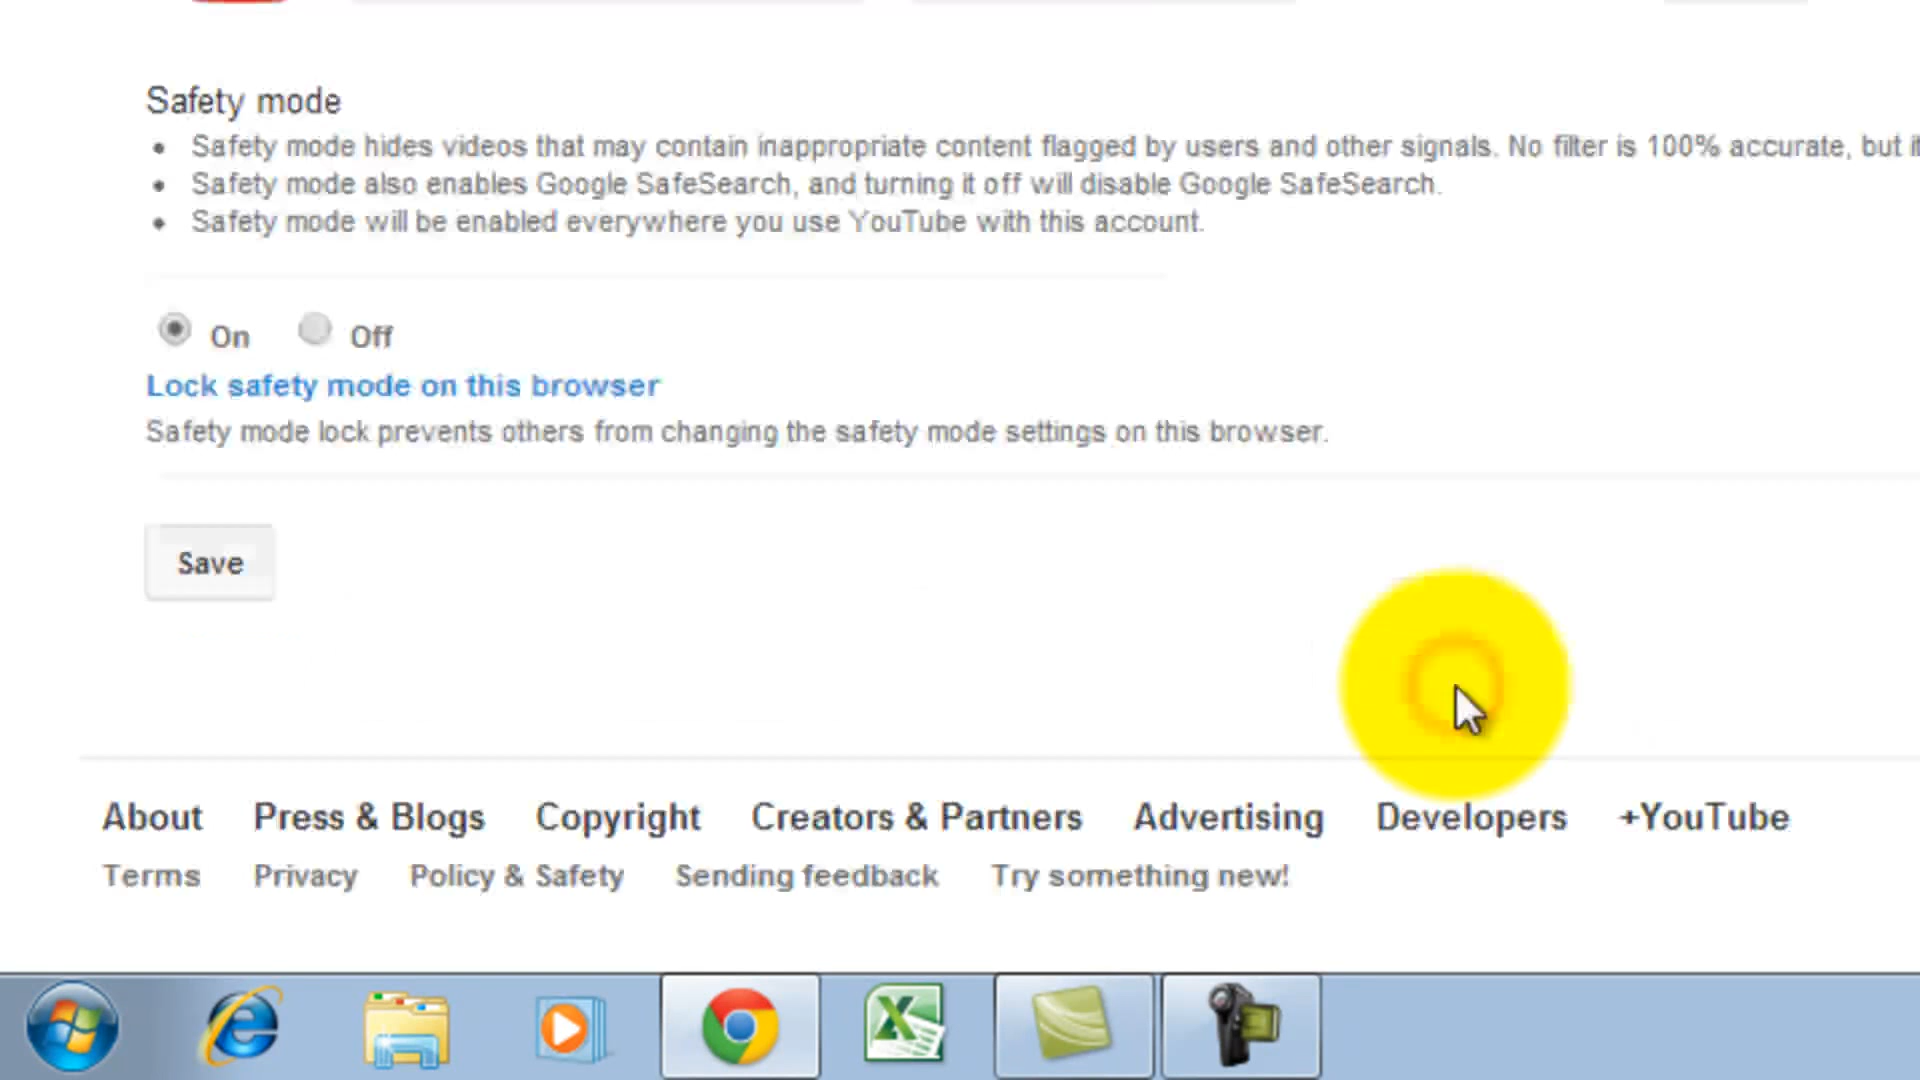 Safety mode
• Safety mode hides videos that may contain inappropriate content flagged by users and other signals. No filter is 100% accurate, but it
• Safety mode also enables Google SafeSearch, and turning it off will disable Google SafeSearch.
• Safety mode will be enabled everywhere you use YouTube with this account.
On Off
Lock safety mode on this browser
Safety mode lock prevents others from changing the safety mode settings on this browser.
Save
About Press & Blogs Copyright Creators & Partners Advertising Developers +YouTube
Terms Privacy Policy & Safety Sending feedback Try something new!